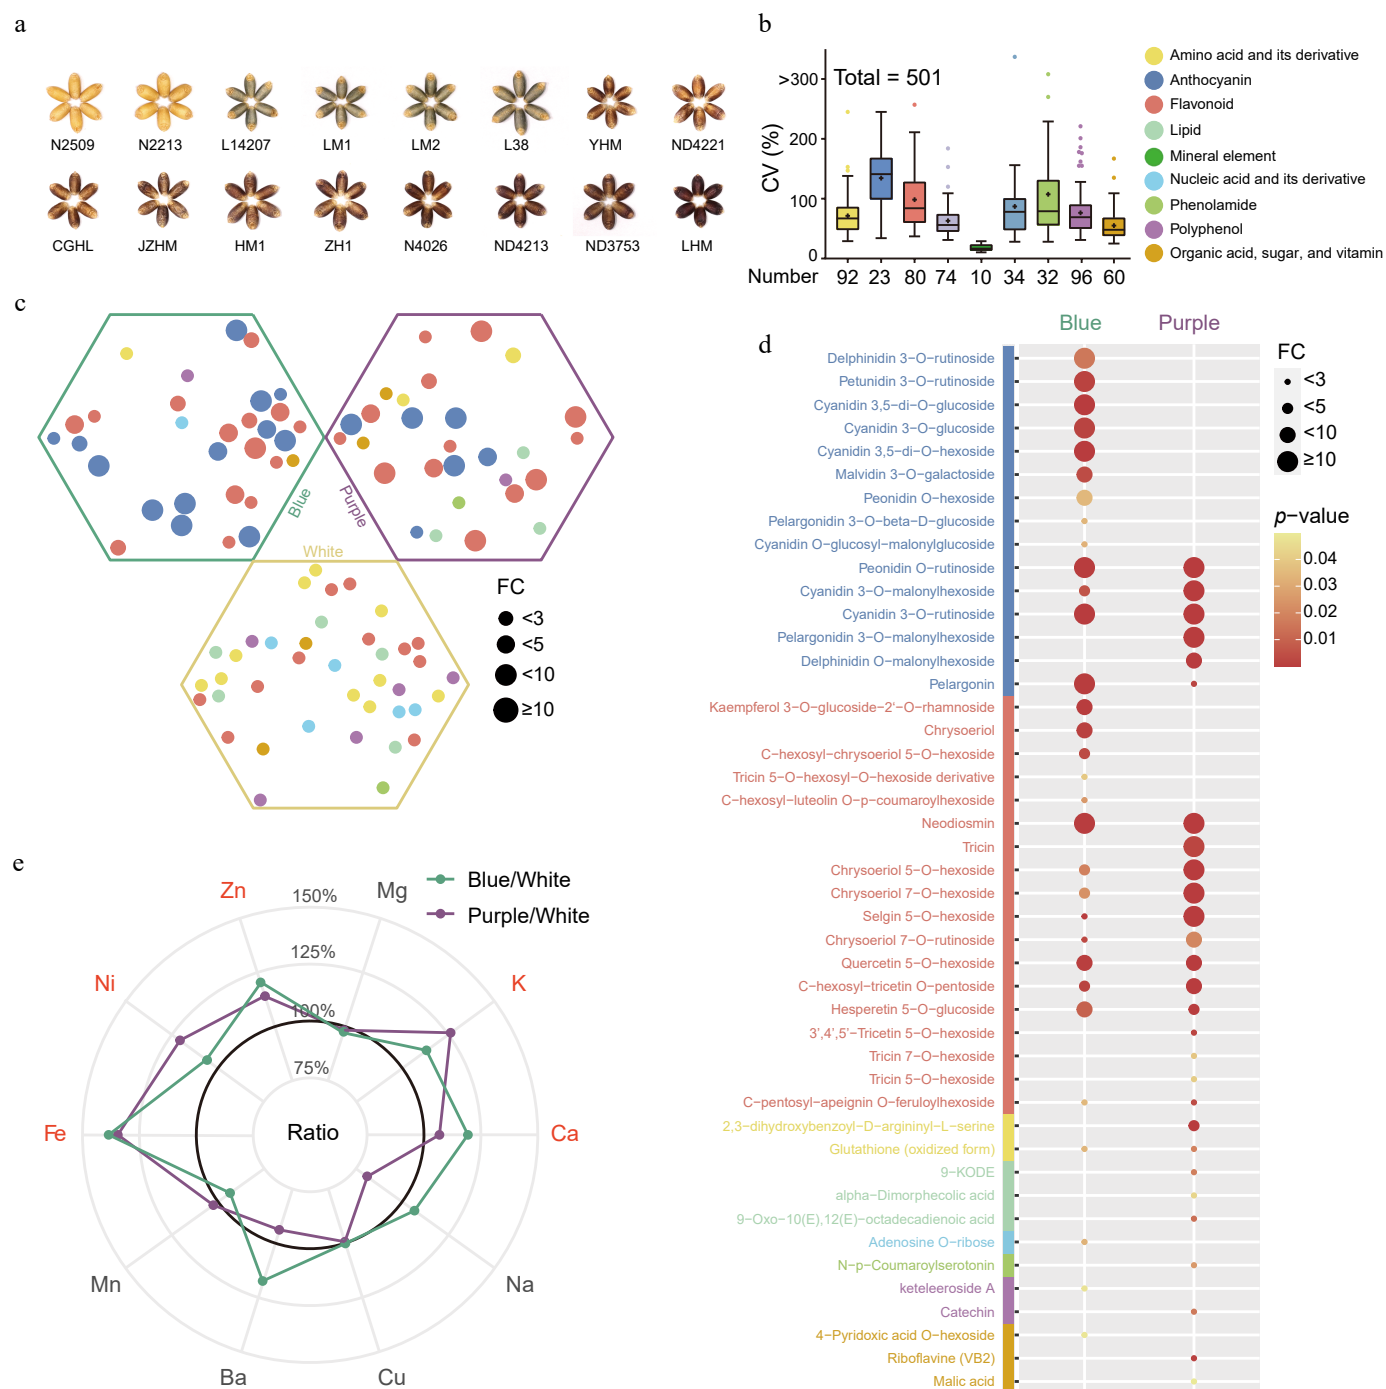 a
N2509 N2213 L14207 LM1 LM2 L38 YHM ND4221
CGHL JZHM HM1 ZH1 N4026 ND4213 ND3753 LHM
b
CV (%)
>300
200
100
0
Total = 501
Number 92 23 80 74 10 34 32 96 60
Amino acid and its derivative
Anthocyanin
Flavonoid
Lipid
Mineral element
Nucleic acid and its derivative
Phenolamide
Polyphenol
Organic acid, sugar, and vitamin
c
Blue
Purple
White
FC
<3
<5
<10
≥10
d
Blue Purple
Delphinidin 3−O−rutinoside
Petunidin 3−O−rutinoside
Cyanidin 3,5−di−O−glucoside
Cyanidin 3−O−glucoside
Cyanidin 3,5−di−O−hexoside
Malvidin 3−O−galactoside
Peonidin O−hexoside
Pelargonidin 3−O−beta−D−glucoside
Cyanidin O−glucosyl−malonylglucoside
Peonidin O−rutinoside
Cyanidin 3−O−malonylhexoside
Cyanidin 3−O−rutinoside
Pelargonidin 3−O−malonylhexoside
Delphinidin O−malonylhexoside
Pelargonin
Kaempferol 3−O−glucoside−2'−O−rhamnoside
Chrysoeriol
C−hexosyl−chrysoeriol 5−O−hexoside
Tricin 5−O−hexosyl−O−hexoside derivative
C−hexosyl−luteolin O−p−coumaroylhexoside
Neodiosmin
Tricin
Chrysoeriol 5−O−hexoside
Chrysoeriol 7−O−hexoside
Selgin 5−O−hexoside
Chrysoeriol 7−O−rutinoside
Quercetin 5−O−hexoside
C−hexosyl−tricetin O−pentoside
Hesperetin 5−O−glucoside
3',4',5'−Tricetin 5−O−hexoside
Tricin 7−O−hexoside
Tricin 5−O−hexoside
C−pentosyl−apeignin O−feruloylhexoside
2,3−dihydroxybenzoyl−D−argininyl−L−serine
Glutathione (oxidized form)
9−KODE
alpha−Dimorphecolic acid
9−Oxo−10(E),12(E)−octadecadienoic acid
Adenosine O−ribose
N−p−Coumaroylserotonin
keteleeroside A
Catechin
4−Pyridoxic acid O−hexoside
Riboflavine (VB2)
Malic acid
FC
<3
<5
<10
≥10
p−value
0.04
0.03
0.02
0.01
e
Blue/White
Purple/White
150%
125%
100%
75%
Ratio
Zn
Mg
K
Ca
Na
Cu
Ba
Mn
Fe
Ni